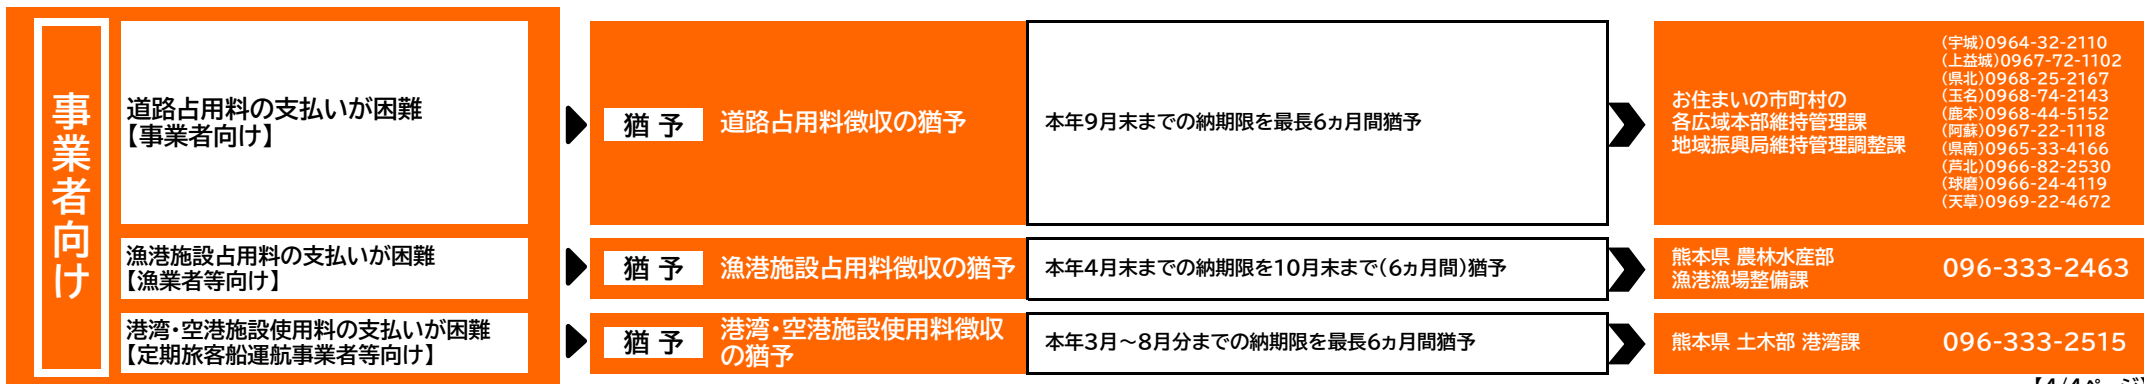 事業者向け
道路占用料の支払いが困難
【事業者向け】
猶 予
道路占用料徴収の猶予
本年9月末までの納期限を最長6ヵ月間猶予
お住まいの市町村の
各広域本部維持管理課
地域振興局維持管理調整課
(宇城)0964-32-2110
(上益城)0967-72-1102
(県北)0968-25-2167
(玉名)0968-74-2143
(鹿本)0968-44-5152
(阿蘇)0967-22-1118
(県南)0965-33-4166
(芦北)0966-82-2530
(球磨)0966-24-4119
(天草)0969-22-4672
漁港施設占用料の支払いが困難
【漁業者等向け】
猶 予
漁港施設占用料徴収の猶予
本年4月末までの納期限を10月末まで(6ヵ月間)猶予
熊本県 農林水産部
漁港漁場整備課
096-333-2463
港湾・空港施設使用料の支払いが困難
【定期旅客船運航事業者等向け】
猶 予
港湾・空港施設使用料徴収
の猶予
本年3月～8月分までの納期限を最長6ヵ月間猶予
熊本県 土木部 港湾課
096-333-2515
【4/4ページ】